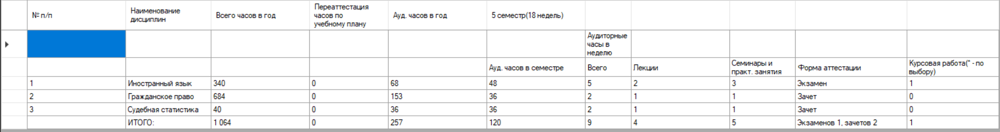 № п/п Наименование дисциплин Всего часов в год Переаттестация часов по учебному плану Ауд. часов в год 5 семестр(18 недель)
Аудиторные часы в неделю
Ауд. часов в семестре Всего Лекции Семинары и практ. занятия Форма аттестации Курсовая работа(* - по выбору)
1 Иностранный язык 340 0 68 48 5 2 3 Экзамен 1
2 Гражданское право 684 0 153 36 2 1 1 Зачет 0
3 Судебная статистика 40 0 36 36 2 1 1 Зачет 0
ИТОГО: 1 064 0 257 120 9 4 5 Экзаменов 1, зачетов 2 1